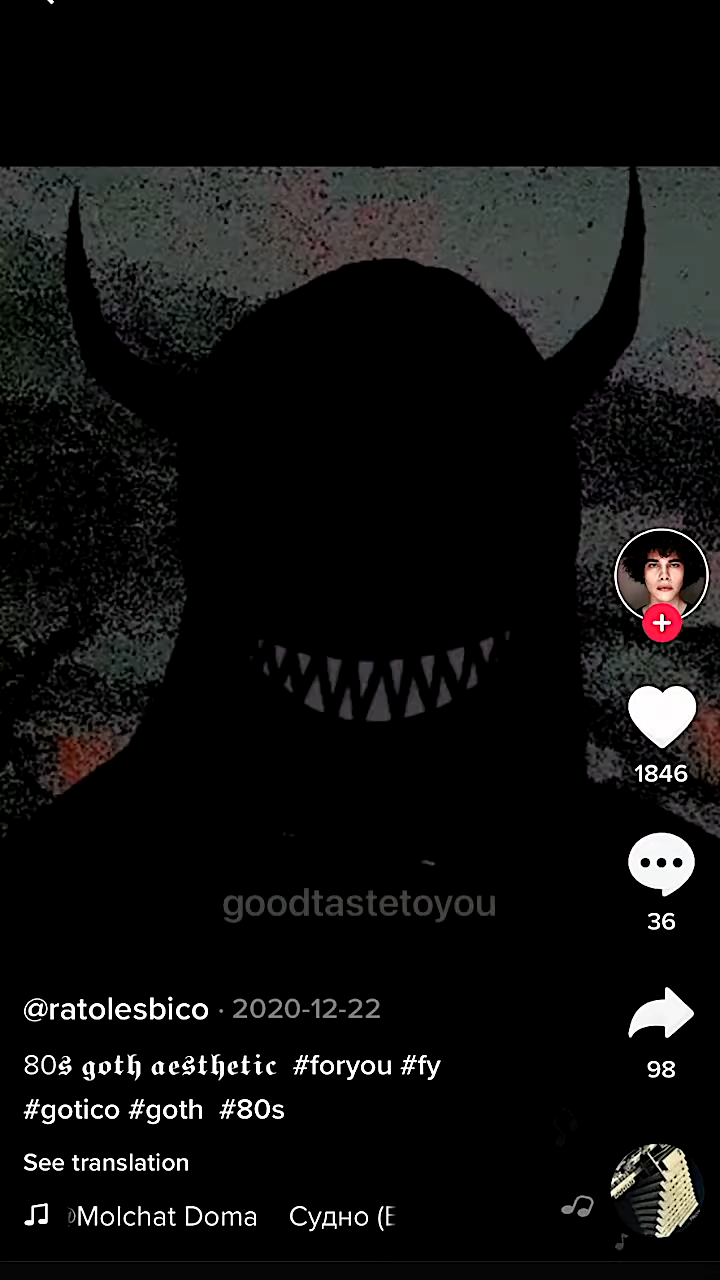 1846
36
goodtastetoyou
98
@ratolesbico · 2020-12-22
80𝖘 𝖌𝖔𝖙𝖍 𝖆𝖊𝖘𝖙𝖍𝖊𝖙𝖎𝖈 #foryou #fy
#gotico #goth #80s
See translation
Molchat Doma Судно (